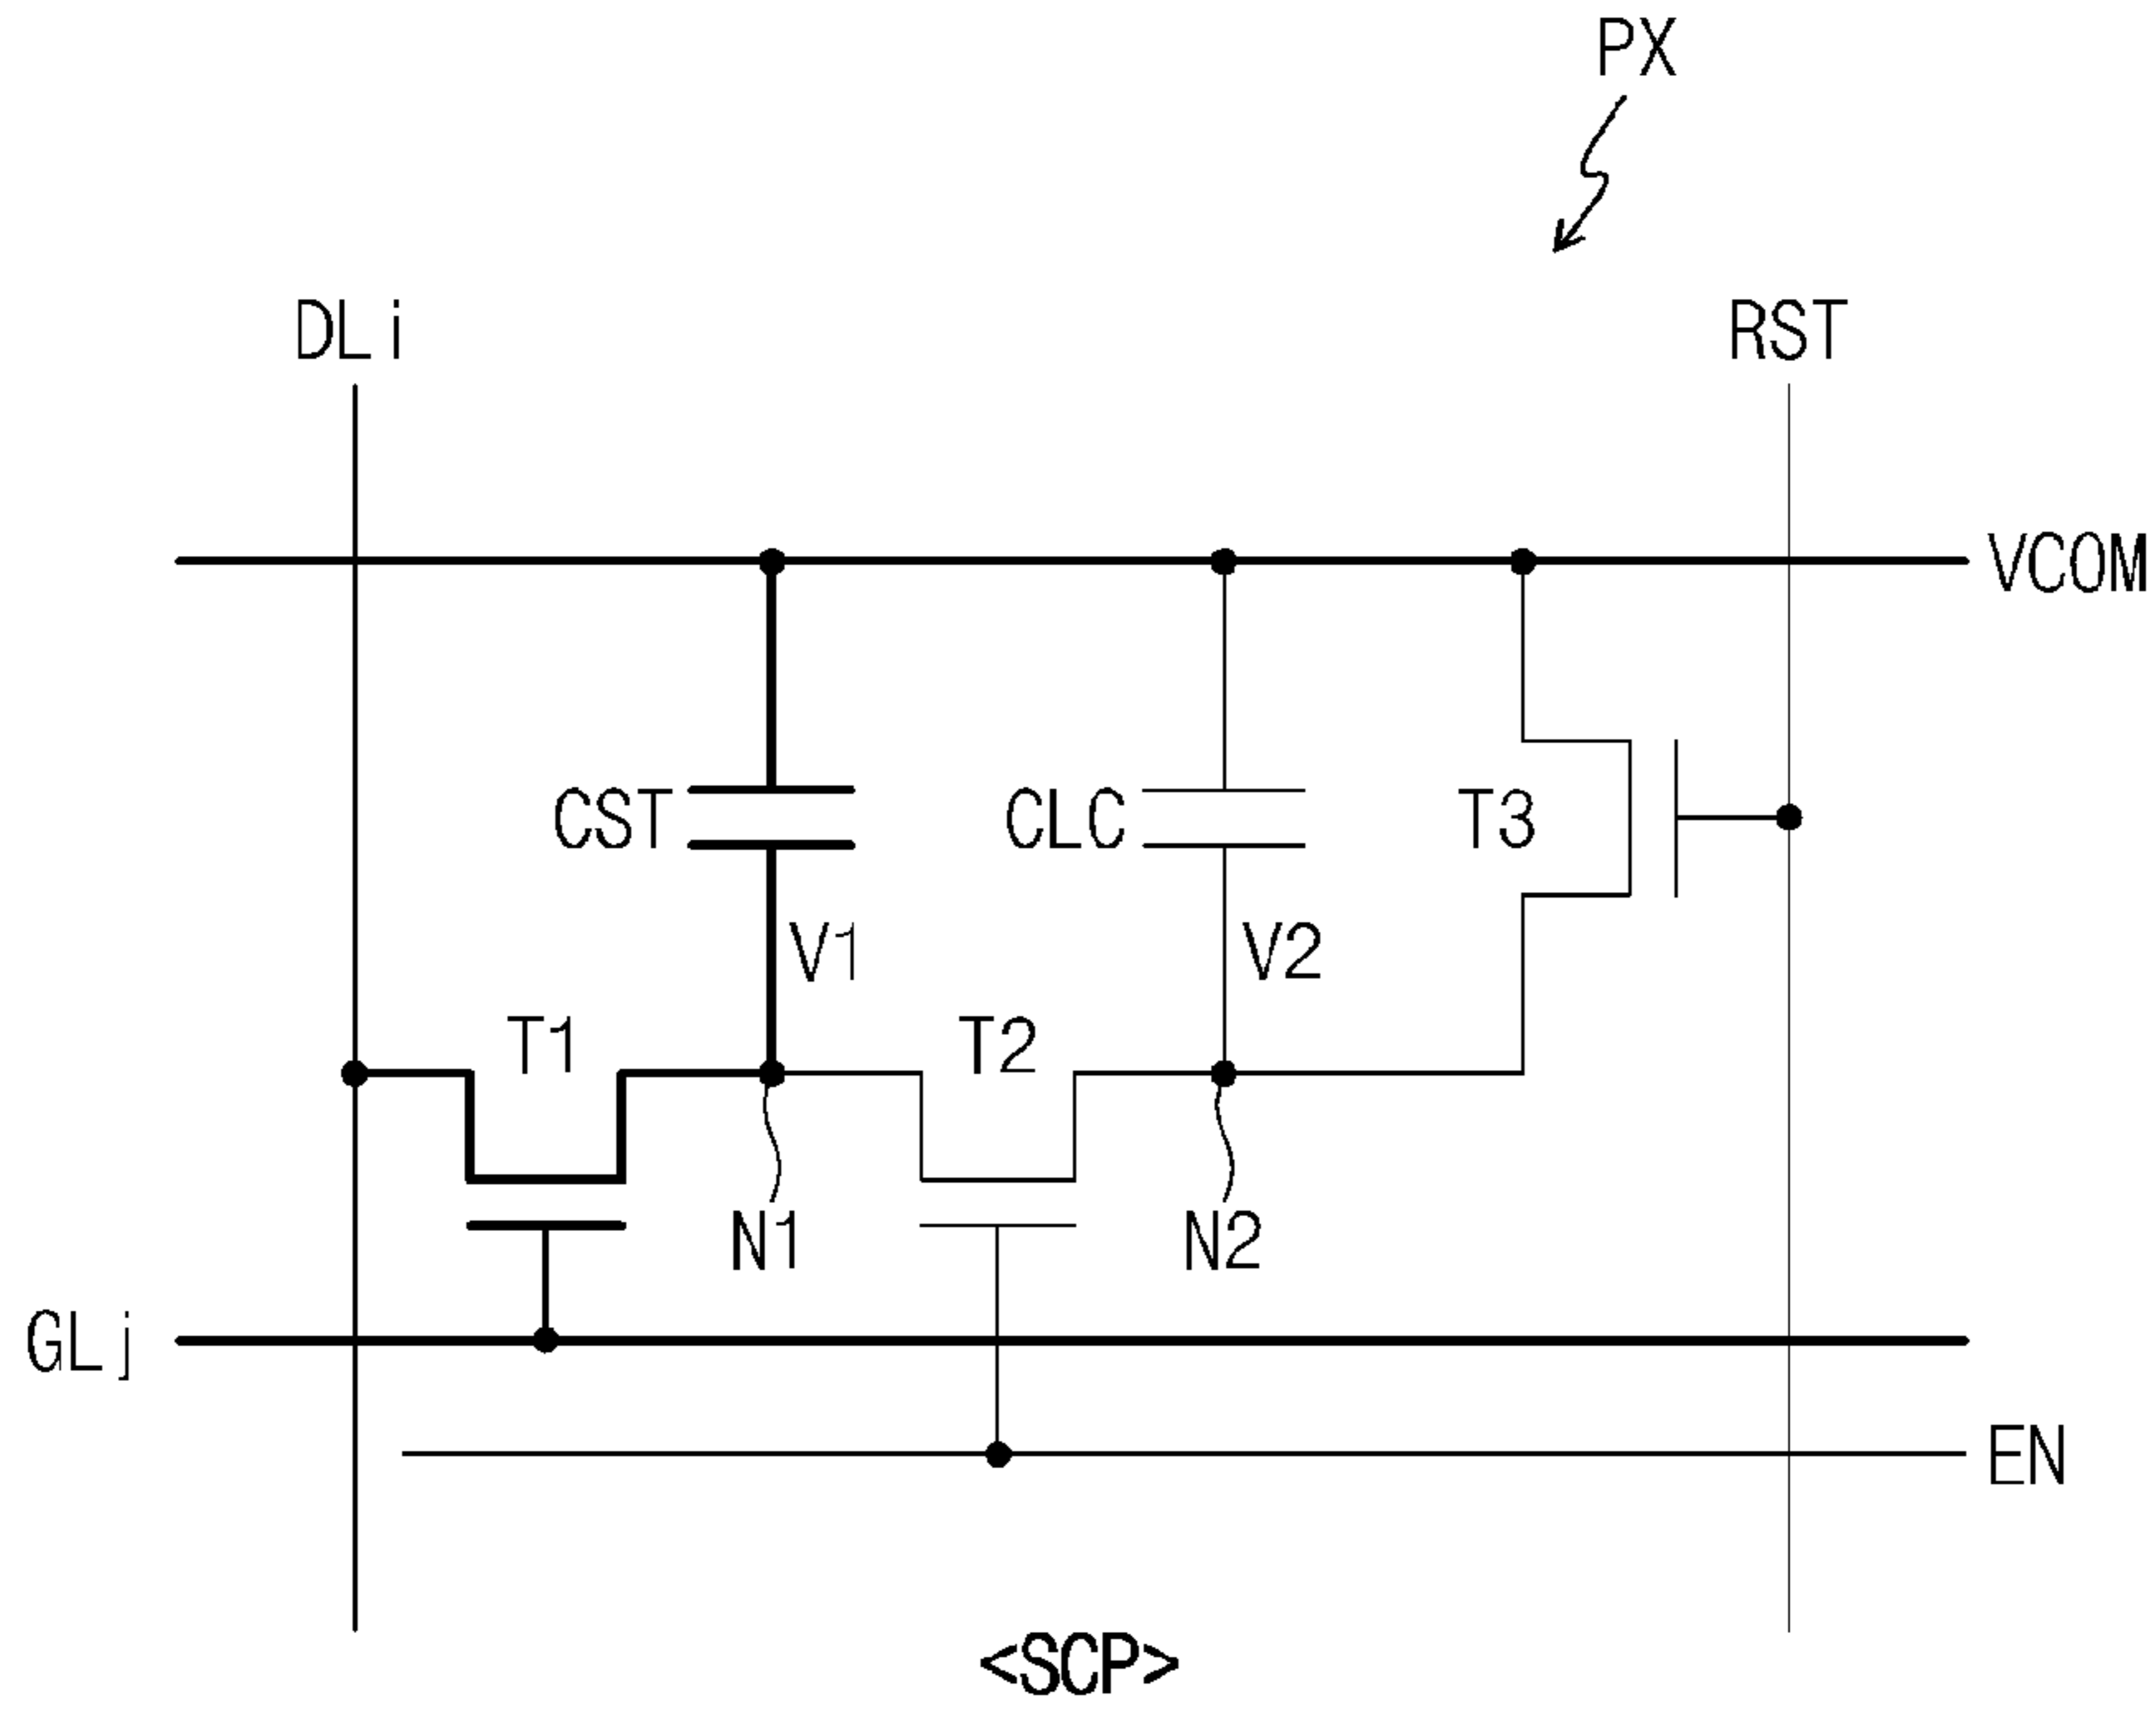 PX
DLi
RST
VCOM
CST
CLC
T3
V1
V2
T1
T2
N1
N2
GLj
EN
<SCP>